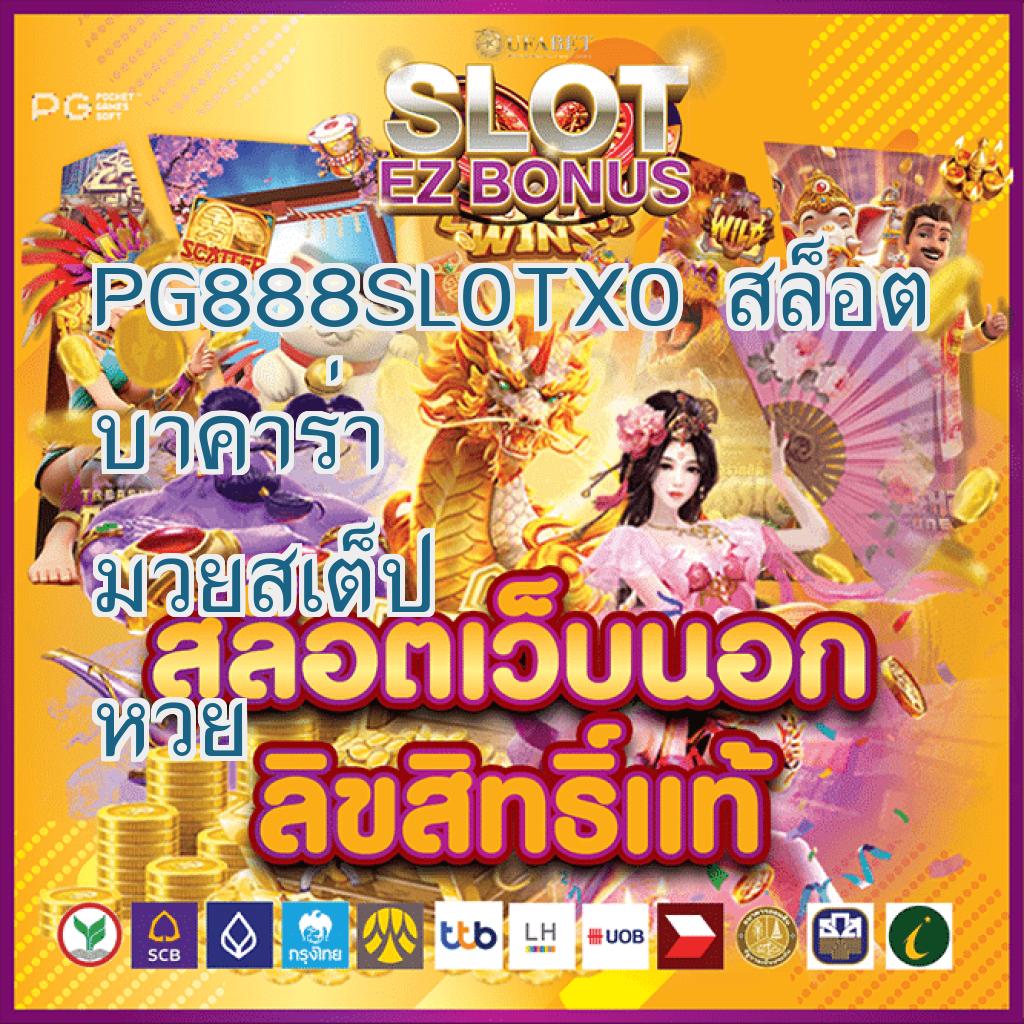 UFABET
SLOT
EZ BONUS
PG POCKET GAMES SOFT
WINS
SCATTER
WILD
PG888SLOTXO สล็อต
บาคาร่า
มวยสเต็ป
สล็อตเว็บนอก
หวย
ลิขสิทธิ์แท้
SCB
กรุงไทย
ttb
LH
UOB